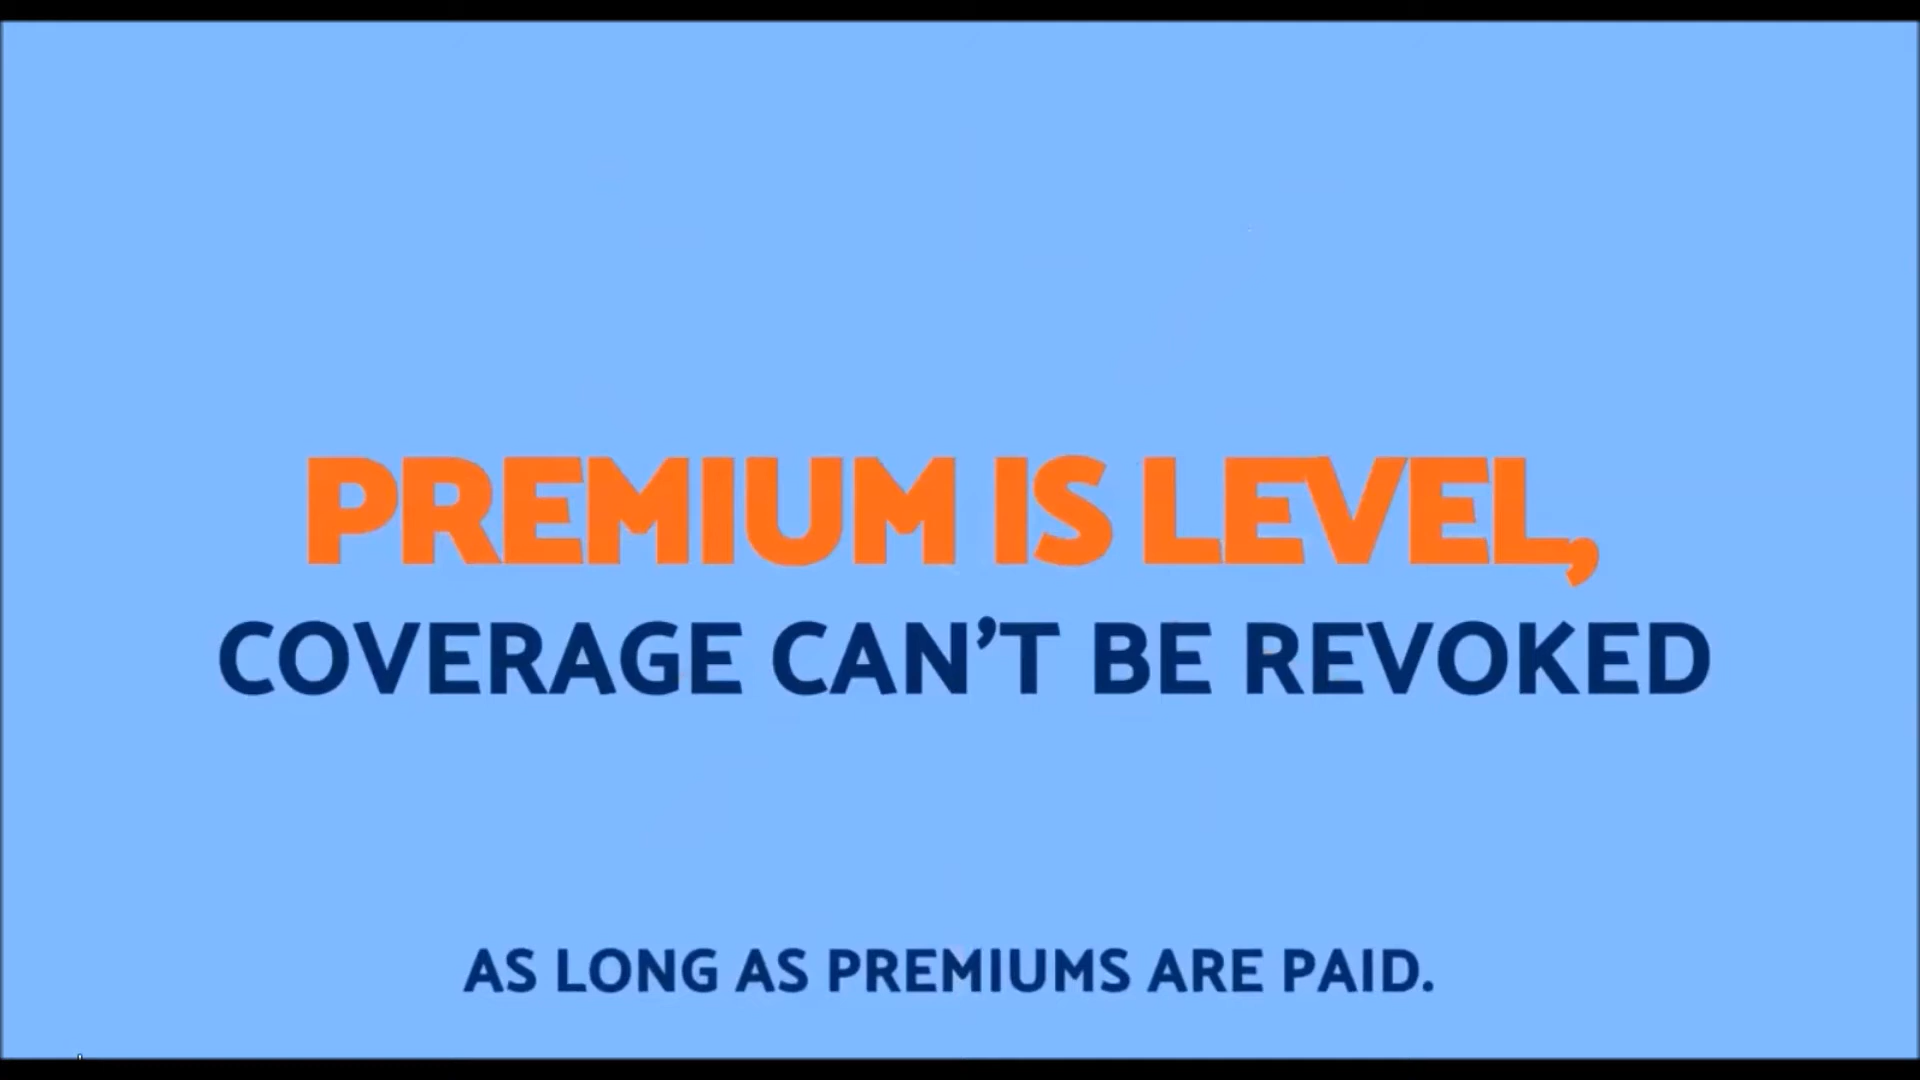 PREMIUM IS LEVEL,
COVERAGE CAN’T BE REVOKED
AS LONG AS PREMIUMS ARE PAID.